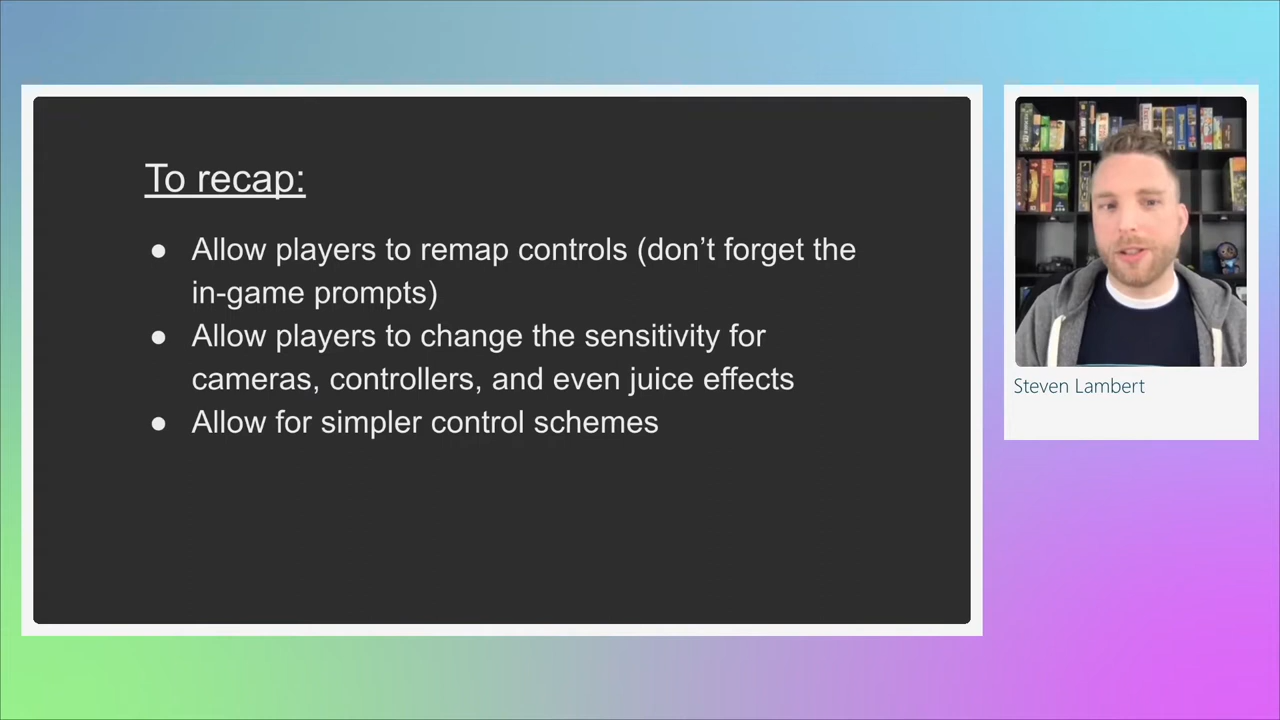 To recap:
● Allow players to remap controls (don’t forget the
in-game prompts)
● Allow players to change the sensitivity for
cameras, controllers, and even juice effects
● Allow for simpler control schemes
Steven Lambert